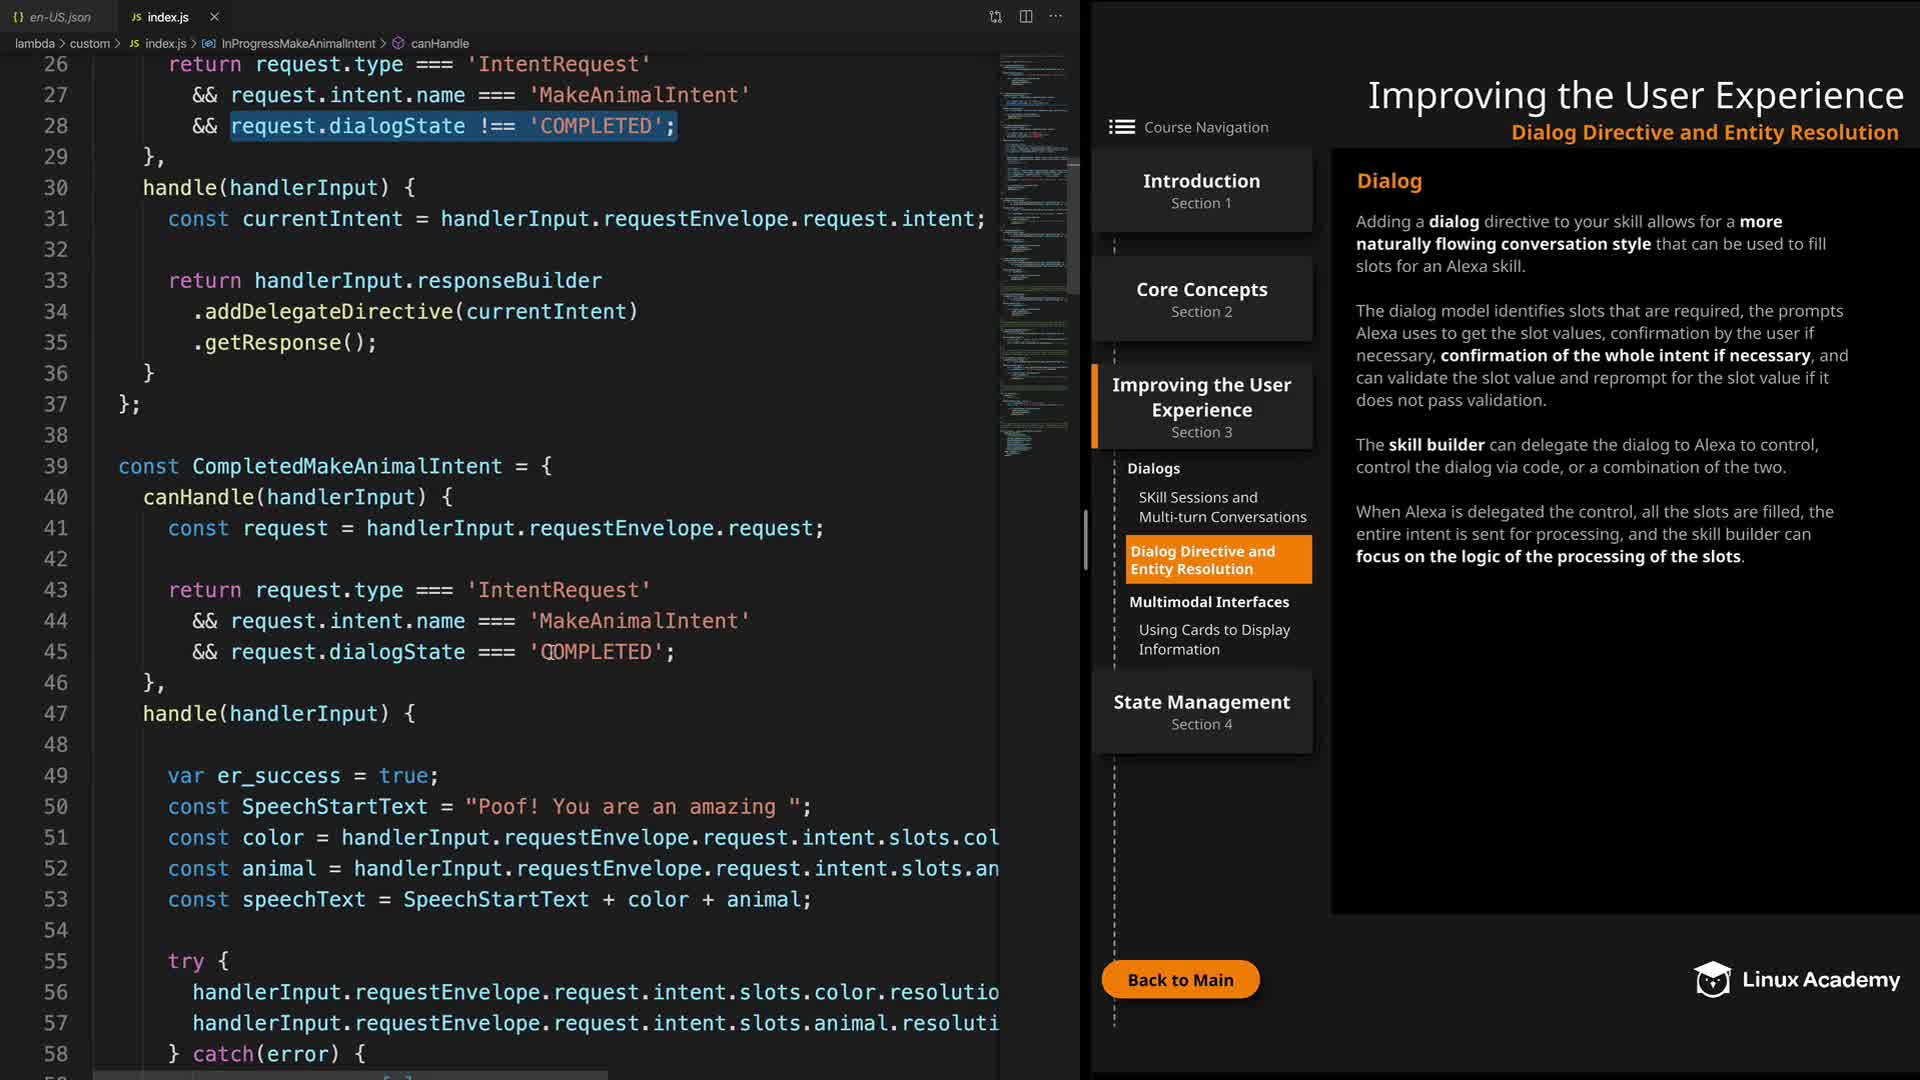 {} en-US.json
JS index.js
lambda > custom > JS index.js > InProgressMakeAnimalIntent > canHandle
26 return request.type === 'IntentRequest'
27 && request.intent.name === 'MakeAnimalIntent'
28 && request.dialogState !== 'COMPLETED';
29 },
30 handle(handlerInput) {
31 const currentIntent = handlerInput.requestEnvelope.request.intent;
32
33 return handlerInput.responseBuilder
34 .addDelegateDirective(currentIntent)
35 .getResponse();
36 }
37 };
38
39 const CompletedMakeAnimalIntent = {
40 canHandle(handlerInput) {
41 const request = handlerInput.requestEnvelope.request;
42
43 return request.type === 'IntentRequest'
44 && request.intent.name === 'MakeAnimalIntent'
45 && request.dialogState === 'COMPLETED';
46 },
47 handle(handlerInput) {
48
49 var er_success = true;
50 const SpeechStartText = "Poof! You are an amazing ";
51 const color = handlerInput.requestEnvelope.request.intent.slots.col
52 const animal = handlerInput.requestEnvelope.request.intent.slots.an
53 const speechText = SpeechStartText + color + animal;
54
55 try {
56 handlerInput.requestEnvelope.request.intent.slots.color.resolutio
57 handlerInput.requestEnvelope.request.intent.slots.animal.resoluti
58 } catch(error) {
Improving the User Experience
Dialog Directive and Entity Resolution
Course Navigation
Introduction
Section 1
Core Concepts
Section 2
Improving the User
Experience
Section 3
Dialogs
SKill Sessions and
Multi-turn Conversations
Dialog Directive and
Entity Resolution
Multimodal Interfaces
Using Cards to Display
Information
State Management
Section 4
Back to Main
Dialog
Adding a dialog directive to your skill allows for a more
naturally flowing conversation style that can be used to fill
slots for an Alexa skill.
The dialog model identifies slots that are required, the prompts
Alexa uses to get the slot values, confirmation by the user if
necessary, confirmation of the whole intent if necessary, and
can validate the slot value and reprompt for the slot value if it
does not pass validation.
The skill builder can delegate the dialog to Alexa to control,
control the dialog via code, or a combination of the two.
When Alexa is delegated the control, all the slots are filled, the
entire intent is sent for processing, and the skill builder can
focus on the logic of the processing of the slots.
Linux Academy